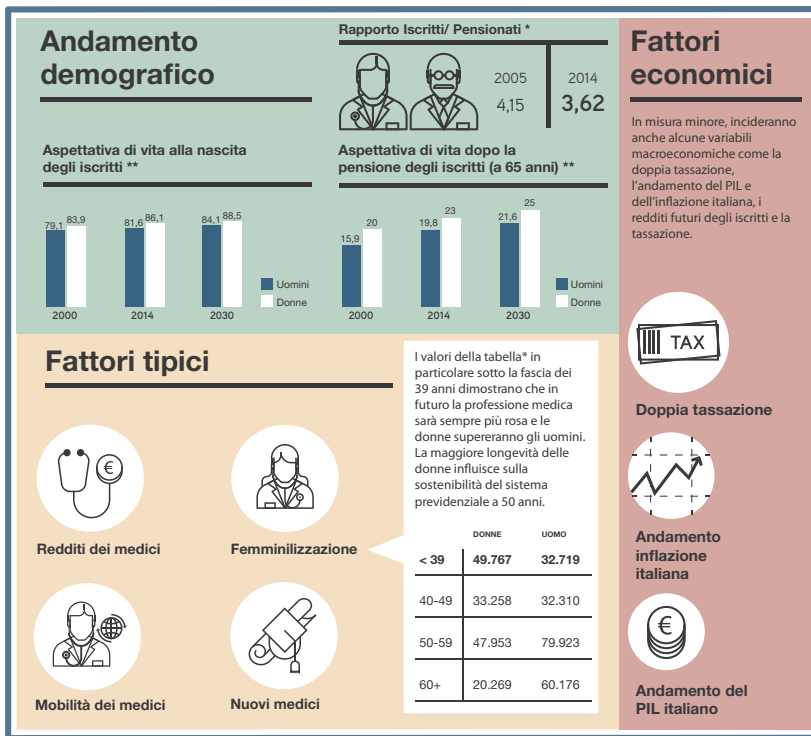 Andamento
demografico
Rapporto Iscritti/ Pensionati *
2005
2014
4,15
3,62
Aspettativa di vita alla nascita
degli iscritti **
79,1 83,9
81,6 86,1
84,1 88,5
Uomini
Donne
2000
2014
2030
Aspettativa di vita dopo la
pensione degli iscritti (a 65 anni) **
15,9
20
19,8
23
21,6
25
Uomini
Donne
2000
2014
2030
Fattori
economici
In misura minore, incideranno
anche alcune variabili
macroeconomiche come la
doppia tassazione,
l’andamento del PIL e
dell’inflazione italiana, i
redditi futuri degli iscritti e la
tassazione.
TAX
Doppia tassazione
Andamento
inflazione
italiana
€
Andamento del
PIL italiano
Fattori tipici
€
Redditi dei medici
Femminilizzazione
Mobilità dei medici
Nuovi medici
I valori della tabella* in
particolare sotto la fascia dei
39 anni dimostrano che in
futuro la professione medica
sarà sempre più rosa e le
donne supereranno gli uomini.
La maggiore longevità delle
donne influisce sulla
sostenibilità del sistema
previdenziale a 50 anni.
DONNE UOMO
< 39 49.767 32.719
40-49 33.258 32.310
50-59 47.953 79.923
60+ 20.269 60.176